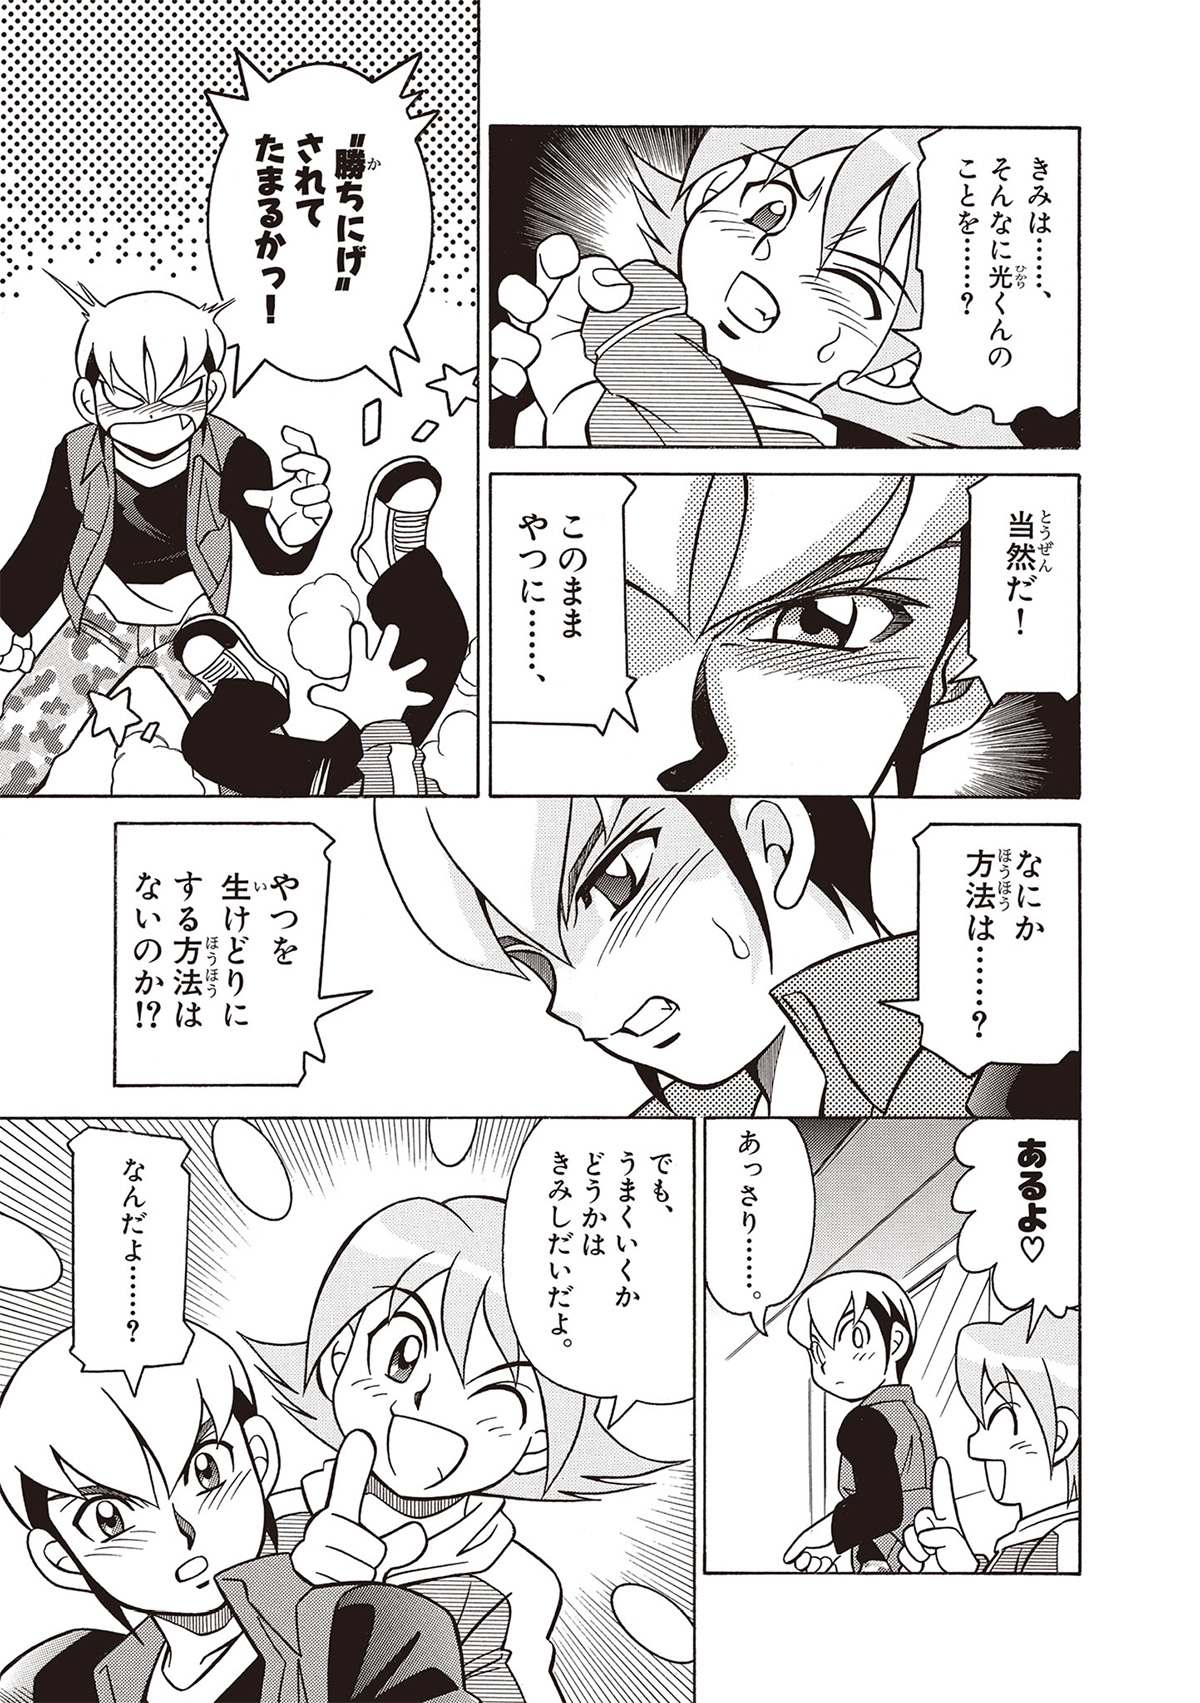 きみは……、
そんなに光くんの
ことを……?
当然だ!
このまま
やつに……、
“勝ちにげ”
されて
たまるかっ!
なにか
方法は……?
やつを
生けどりに
する方法は
ないのか!?
あるよ♡
あっさり……。
でも、
うまくいくか
どうかは
きみしだいだよ。
なんだよ……?